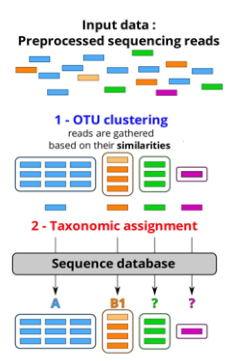 Input data :
Preprocessed sequencing reads
1 - OTU clustering
reads are gathered
based on their similarities
2 - Taxonomic assignment
Sequence database
A B1 ? ?